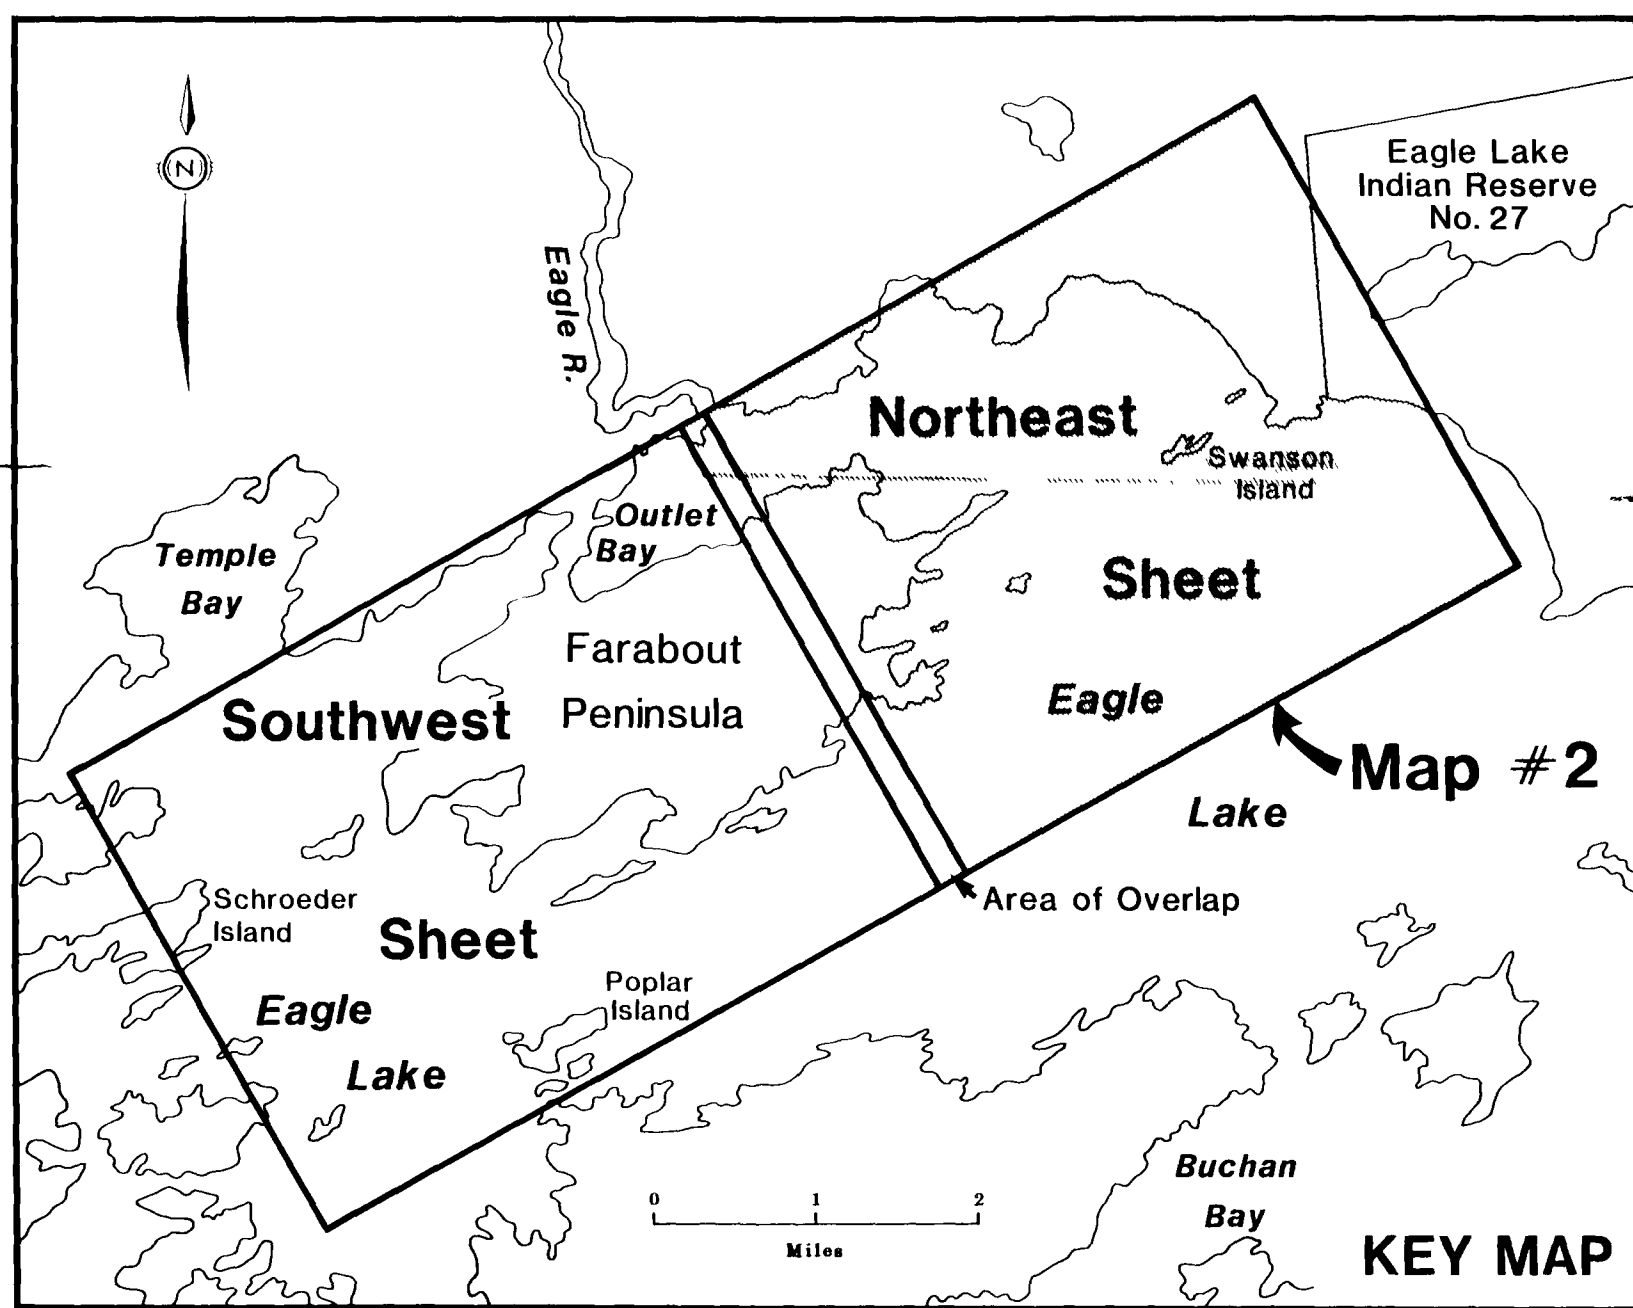 N
Eagle Lake
Indian Reserve
No. 27
Eagle R.
Northeast
Swanson
Island
Outlet
Bay
Temple
Bay
Sheet
Farabout
Peninsula
Eagle
Southwest
Map #2
Lake
Schroeder
Island
Area of Overlap
Sheet
Poplar
Island
Eagle
Lake
Buchan
Bay
0 1 2
Miles
KEY MAP